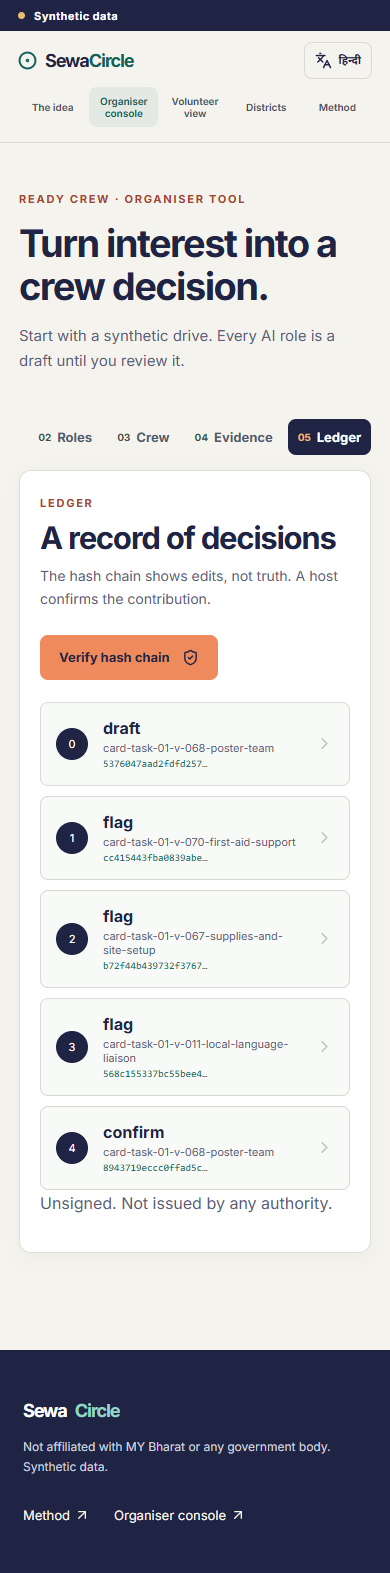 Synthetic data
SewaCircle
हिन्दी
The idea
Organiser
console
Volunteer
view
Districts
Method
READY CREW · ORGANISER TOOL
Turn interest into a
crew decision.
Start with a synthetic drive. Every AI role is a
draft until you review it.
02 Roles
03 Crew
04 Evidence
05 Ledger
LEDGER
A record of decisions
The hash chain shows edits, not truth. A host
confirms the contribution.
Verify hash chain
0
draft
card-task-01-v-068-poster-team
5376047aad2fdfd257…
1
flag
card-task-01-v-070-first-aid-support
cc415443fba0839abe…
2
flag
card-task-01-v-067-supplies-and-
site-setup
b72f44b439732f3767…
3
flag
card-task-01-v-011-local-language-
liaison
568c155337bc55bee4…
4
confirm
card-task-01-v-068-poster-team
8943719eccc0ffad5c…
Unsigned. Not issued by any authority.
Sewa Circle
Not affiliated with MY Bharat or any government body.
Synthetic data.
Method
Organiser console